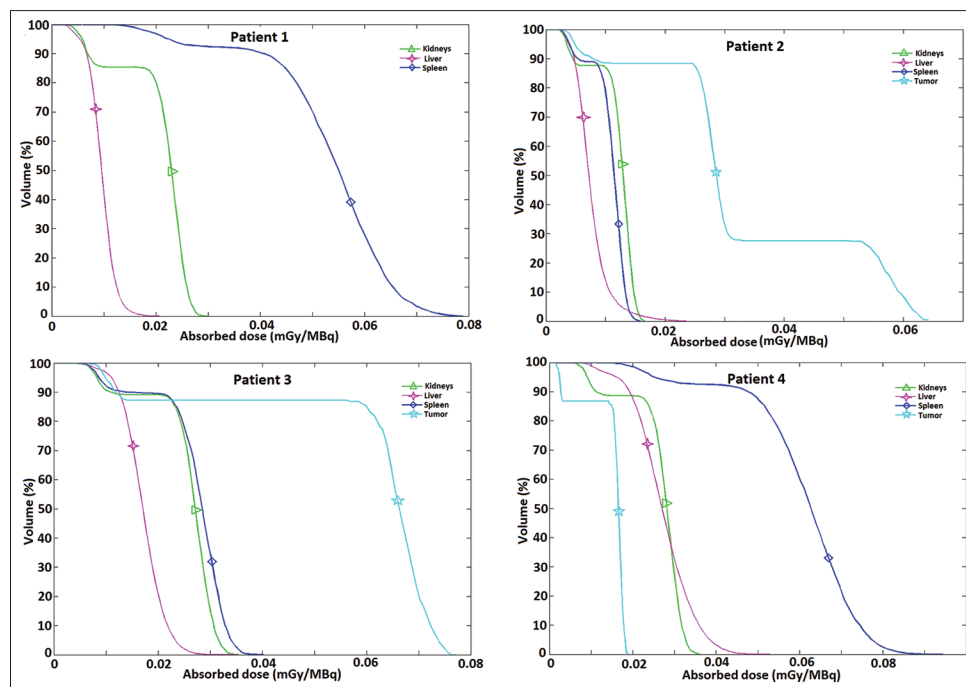 Patient 1
Kidneys
Liver
Spleen
Volume (%)
100
90
80
70
60
50
40
30
20
10
0
0
0.02
0.04
0.06
0.08
Absorbed dose (mGy/MBq)
Patient 2
Kidneys
Liver
Spleen
Tumor
Volume (%)
100
90
80
70
60
50
40
30
20
10
0
0
0.02
0.04
0.06
Absorbed dose (mGy/MBq)
Patient 3
Kidneys
Liver
Spleen
Tumor
Volume (%)
100
90
80
70
60
50
40
30
20
10
0
0
0.02
0.04
0.06
0.08
Absorbed dose (mGy/MBq)
Patient 4
Kidneys
Liver
Spleen
Tumor
Volume (%)
100
90
80
70
60
50
40
30
20
10
0
0
0.02
0.04
0.06
0.08
Absorbed dose (mGy/MBq)